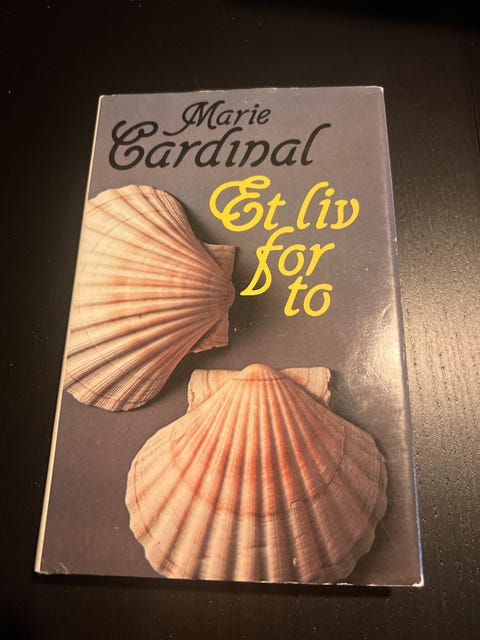 Marie
Cardinal
Et liv
for
to